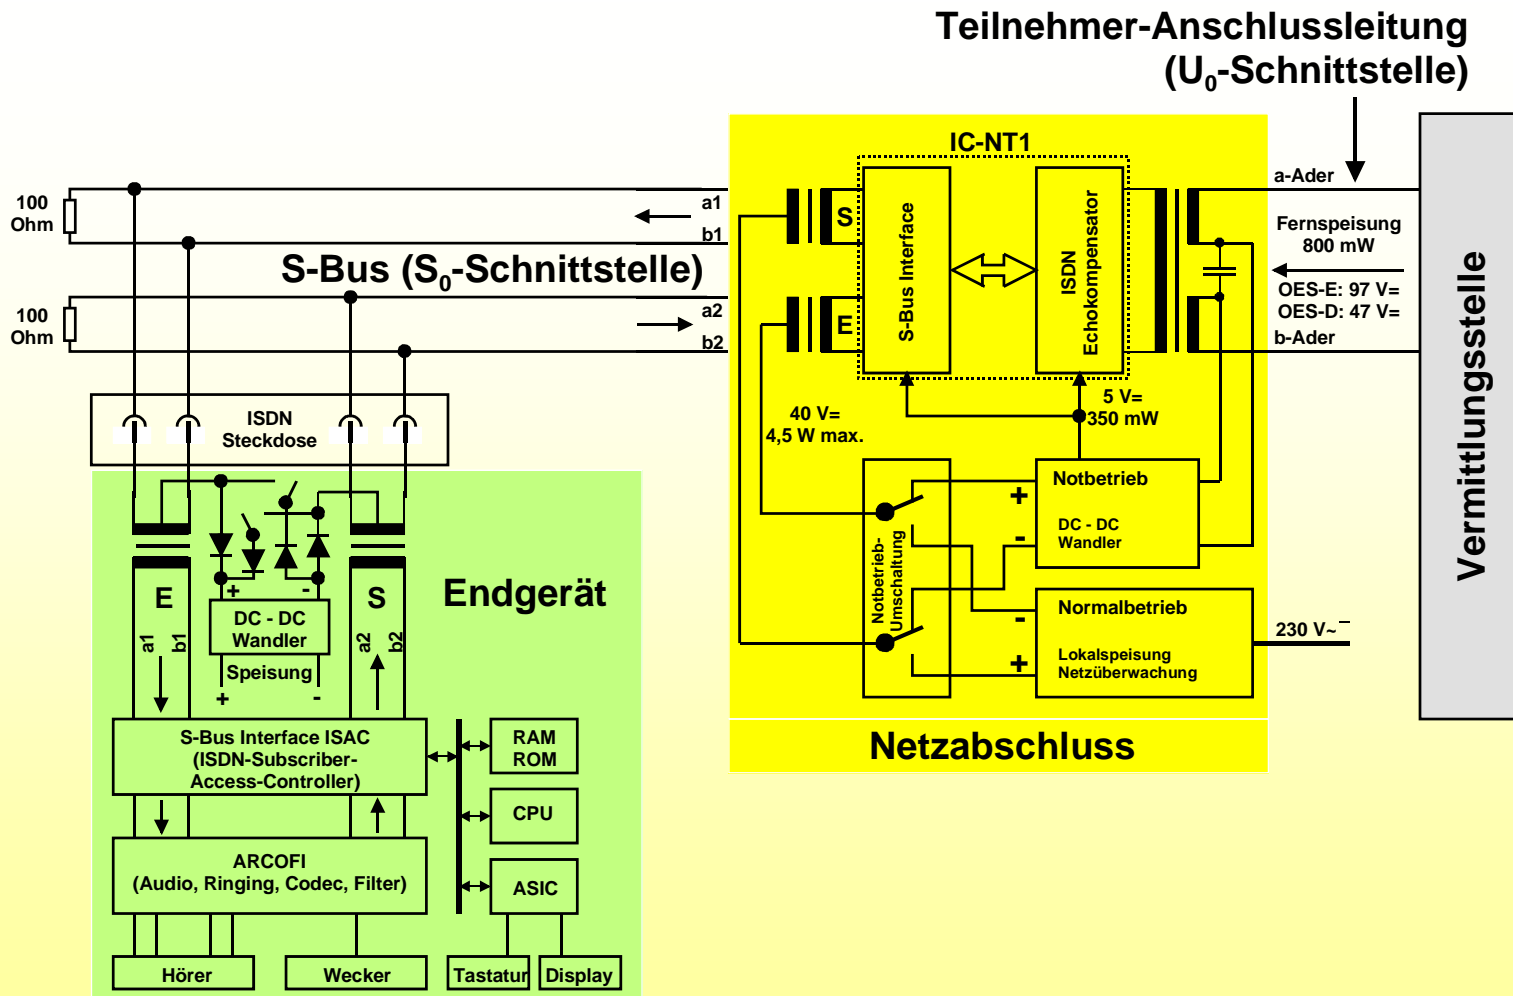 Teilnehmer-Anschlussleitung
(U0-Schnittstelle)
IC-NT1
a-Ader
100
Ohm
a1
b1
S
S-Bus Interface
ISDN
Echokompensator
Fernspeisung
800 mW
OES-E: 97 V=
OES-D: 47 V=
S-Bus (S0-Schnittstelle)
100
Ohm
a2
b2
E
b-Ader
Vermittlungsstelle
ISDN
Steckdose
40 V=
4,5 W max.
5 V=
350 mW
Notbetrieb
DC - DC
Wandler
+
-
Notbetrieb-
Umschaltung
Normalbetrieb
Lokalspeisung
Netzüberwachung
-
+
230 V~
Netzabschluss
Endgerät
E
S
a1
b1
a2
b2
+
-
DC - DC
Wandler
Speisung
+
-
S-Bus Interface ISAC
(ISDN-Subscriber-
Access-Controller)
RAM
ROM
CPU
ARCOFI
(Audio, Ringing, Codec, Filter)
ASIC
Hörer
Wecker
Tastatur
Display